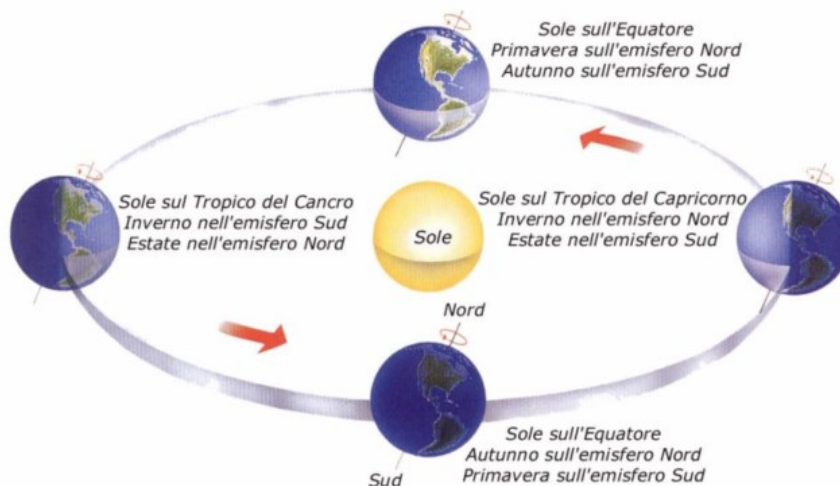 Sole sull'Equatore
Primavera sull'emisfero Nord
Autunno sull'emisfero Sud
Sole sul Tropico del Cancro
Inverno nell'emisfero Sud
Estate nell'emisfero Nord
Sole
Sole sul Tropico del Capricorno
Inverno nell'emisfero Nord
Estate nell'emisfero Sud
Nord
Sud
Sole sull'Equatore
Autunno sull'emisfero Nord
Primavera sull'emisfero Sud